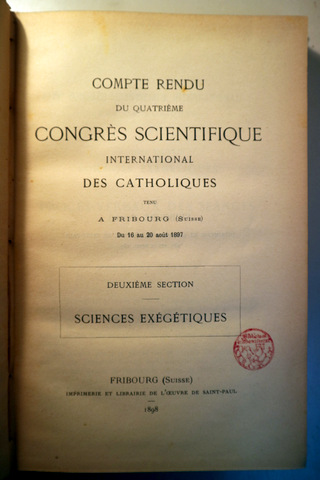 COMPTE RENDU
DU QUATRIÈME
CONGRÈS SCIENTIFIQUE
INTERNATIONAL
DES CATHOLIQUES
TENU
A FRIBOURG (SUISSE)
Du 16 au 20 août 1897
DEUXIÈME SECTION
SCIENCES EXÉGÉTIQUES
FRIBOURG (SUISSE)
IMPRIMERIE ET LIBRAIRIE DE L'ŒUVRE DE SAINT-PAUL
1898